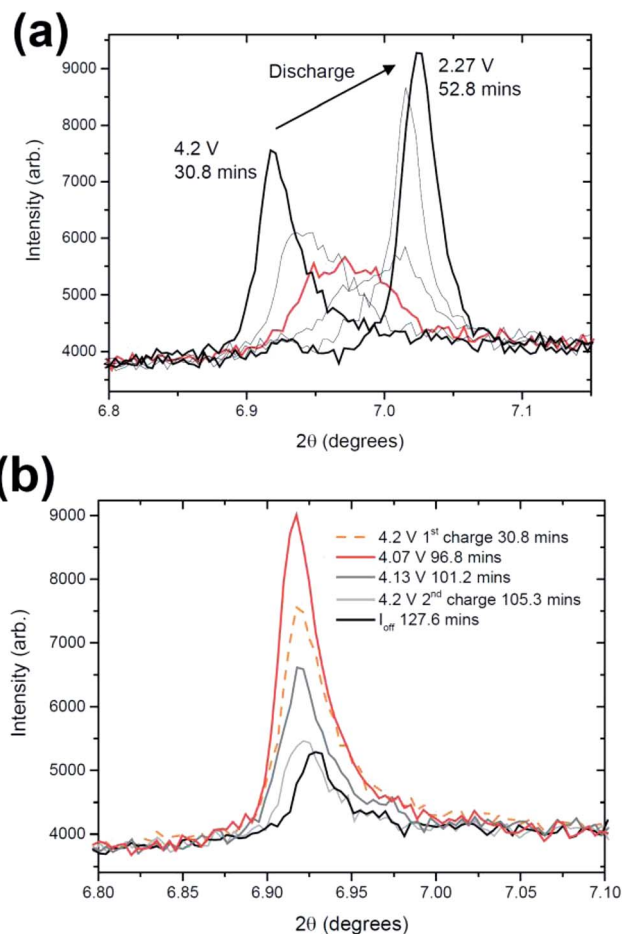 (a)
9000
8000
7000
6000
5000
4000
Intensity (arb.)
Discharge
2.27 V
52.8 mins
4.2 V
30.8 mins
6.8
6.9
7.0
7.1
2θ (degrees)
(b)
9000
8000
7000
6000
5000
4000
Intensity (arb.)
4.2 V 1st charge 30.8 mins
4.07 V 96.8 mins
4.13 V 101.2 mins
4.2 V 2nd charge 105.3 mins
Ioff 127.6 mins
6.80
6.85
6.90
6.95
7.00
7.05
7.10
2θ (degrees)